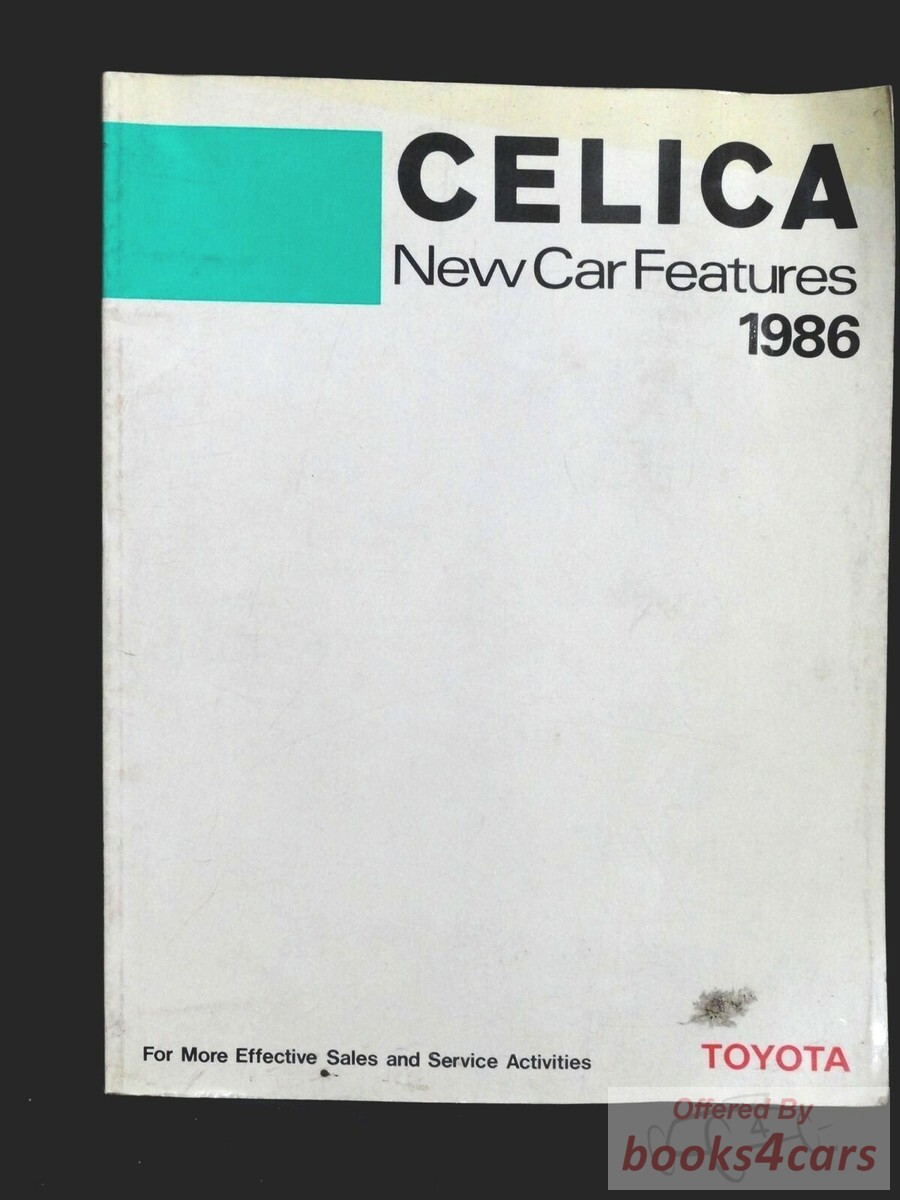 CELICA
New Car Features
1986
For More Effective Sales and Service Activities
TOYOTA
Offered By
books4cars